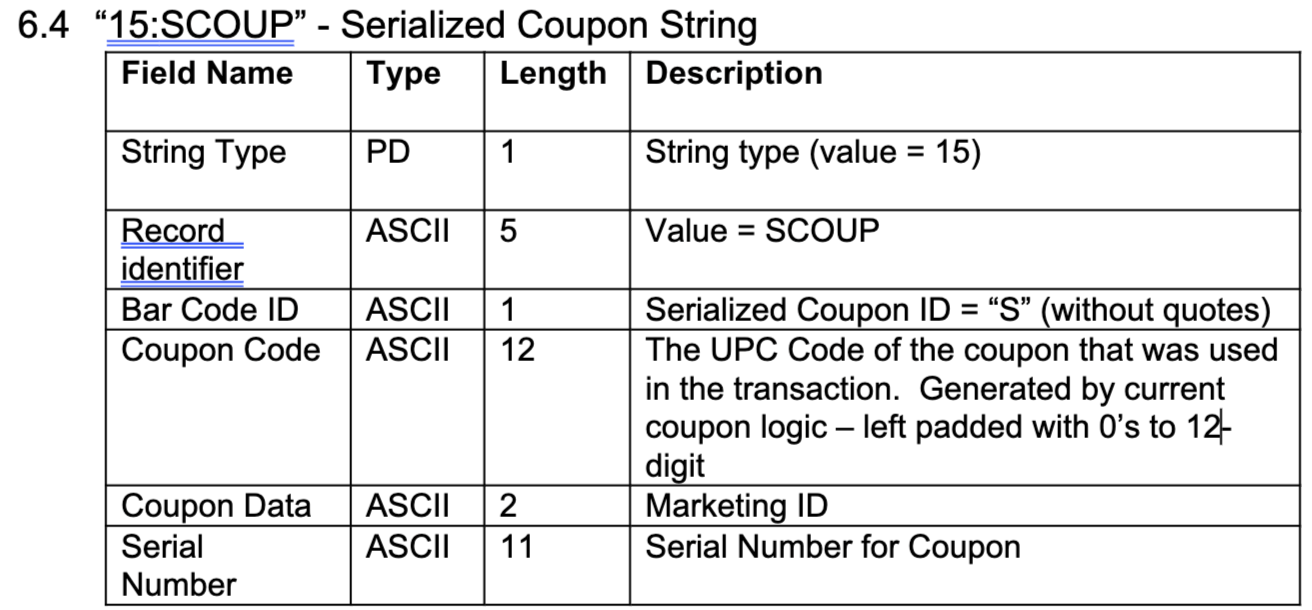 6.4 “15:SCOUP” - Serialized Coupon String
Field Name Type Length Description
String Type PD 1 String type (value = 15)
Record identifier ASCII 5 Value = SCOUP
Bar Code ID ASCII 1 Serialized Coupon ID = “S” (without quotes)
Coupon Code ASCII 12 The UPC Code of the coupon that was used
in the transaction.  Generated by current
coupon logic – left padded with 0’s to 12-
digit
Coupon Data ASCII 2 Marketing ID
Serial Number ASCII 11 Serial Number for Coupon